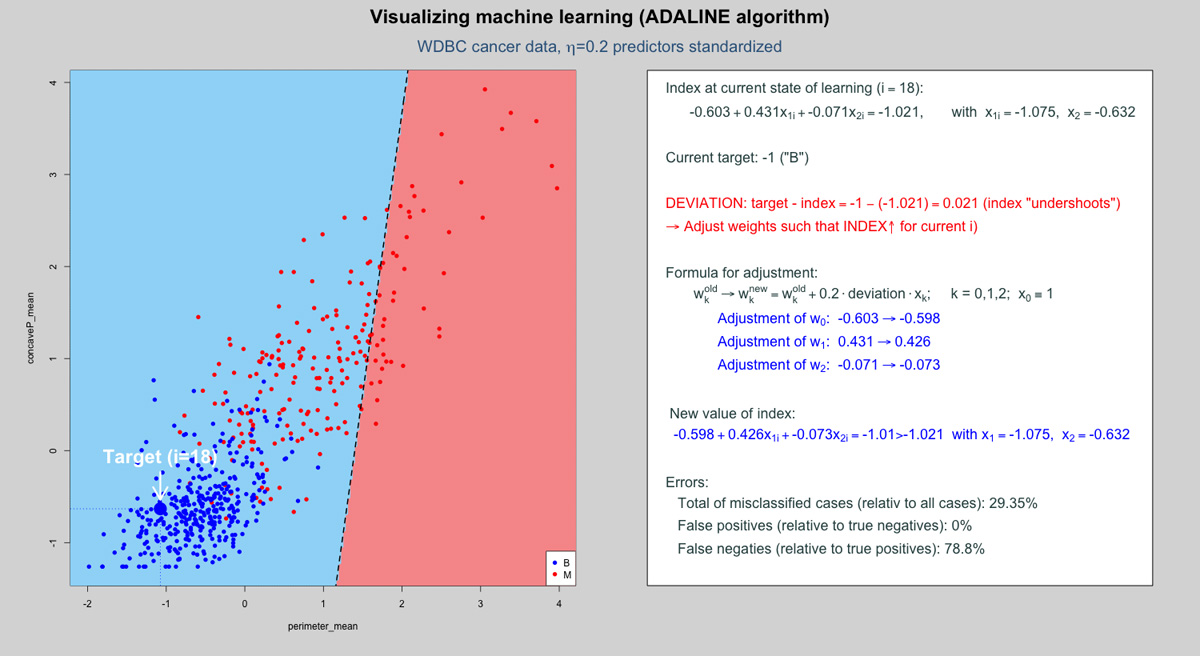 Visualizing machine learning (ADALINE algorithm)
WDBC cancer data, η=0.2 predictors standardized
concaveP_mean
4
3
2
1
0
-1
Target (i=18)
B
M
-2
-1
0
1
2
3
4
perimeter_mean
Index at current state of learning (i = 18):
-0.603 + 0.431x1i + -0.071x2i = -1.021, with x1i = -1.075, x2 = -0.632
Current target: -1 ("B")
DEVIATION: target - index = -1 − (-1.021) = 0.021 (index "undershoots")
→ Adjust weights such that INDEX↑ for current i)
Formula for adjustment:
wk^old → wk^new = wk^old + 0.2 · deviation · xk; k = 0,1,2; x0 ≡ 1
Adjustment of w0: -0.603 → -0.598
Adjustment of w1: 0.431 → 0.426
Adjustment of w2: -0.071 → -0.073
New value of index:
-0.598 + 0.426x1i + -0.073x2i = -1.01>-1.021 with x1 = -1.075, x2 = -0.632
Errors:
Total of misclassified cases (relativ to all cases): 29.35%
False positives (relative to true negatives): 0%
False negaties (relative to true positives): 78.8%